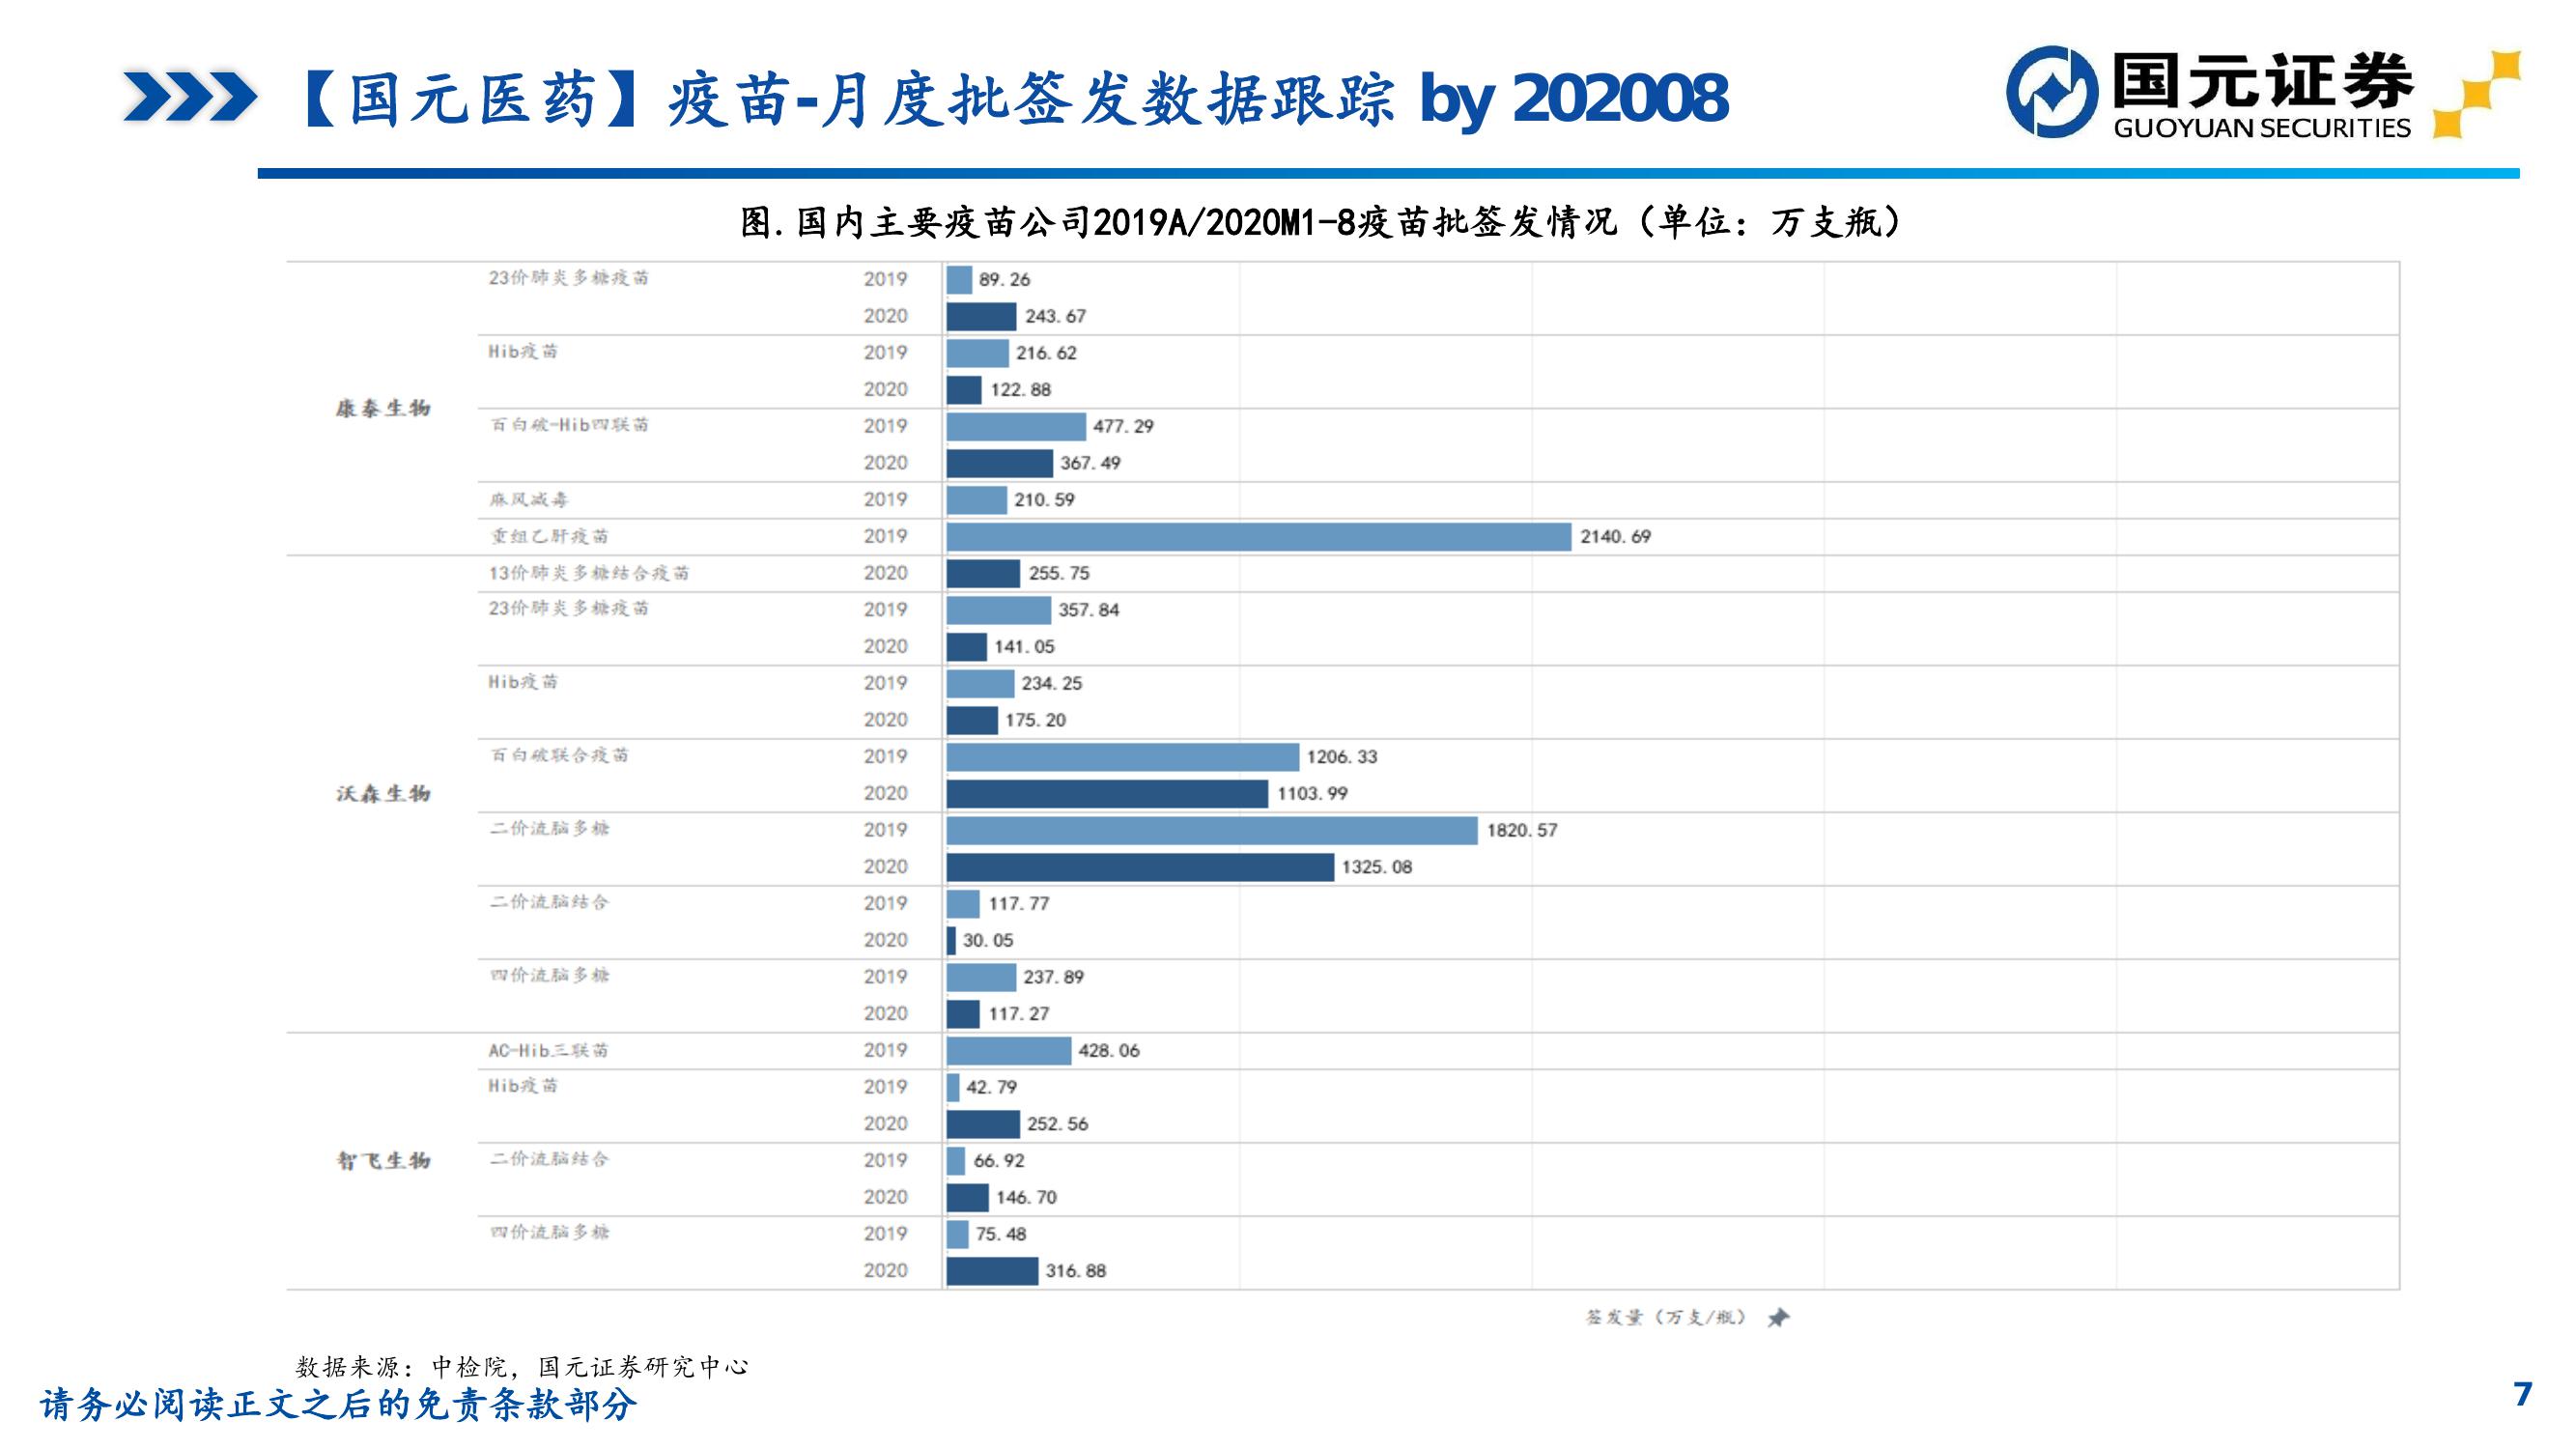 【国元医药】疫苗-月度批签发数据跟踪 by 202008
国元证券
GUOYUAN SECURITIES
图.国内主要疫苗公司2019A/2020M1-8疫苗批签发情况（单位：万支瓶）
康泰生物
23价肺炎多糖疫苗 2019 89.26
2020 243.67
Hib疫苗 2019 216.62
2020 122.88
百白破-Hib四联苗 2019 477.29
2020 367.49
麻风减毒 2019 210.59
重组乙肝疫苗 2019 2140.69
沃森生物
13价肺炎多糖结合疫苗 2020 255.75
23价肺炎多糖疫苗 2019 357.84
2020 141.05
Hib疫苗 2019 234.25
2020 175.20
百白破联合疫苗 2019 1206.33
2020 1103.99
二价流脑多糖 2019 1820.57
2020 1325.08
二价流脑结合 2019 117.77
2020 30.05
四价流脑多糖 2019 237.89
2020 117.27
智飞生物
AC-Hib三联苗 2019 428.06
Hib疫苗 2019 42.79
2020 252.56
二价流脑结合 2019 66.92
2020 146.70
四价流脑多糖 2019 75.48
2020 316.88
签发量（万支/瓶）
数据来源：中检院，国元证券研究中心
请务必阅读正文之后的免责条款部分
7